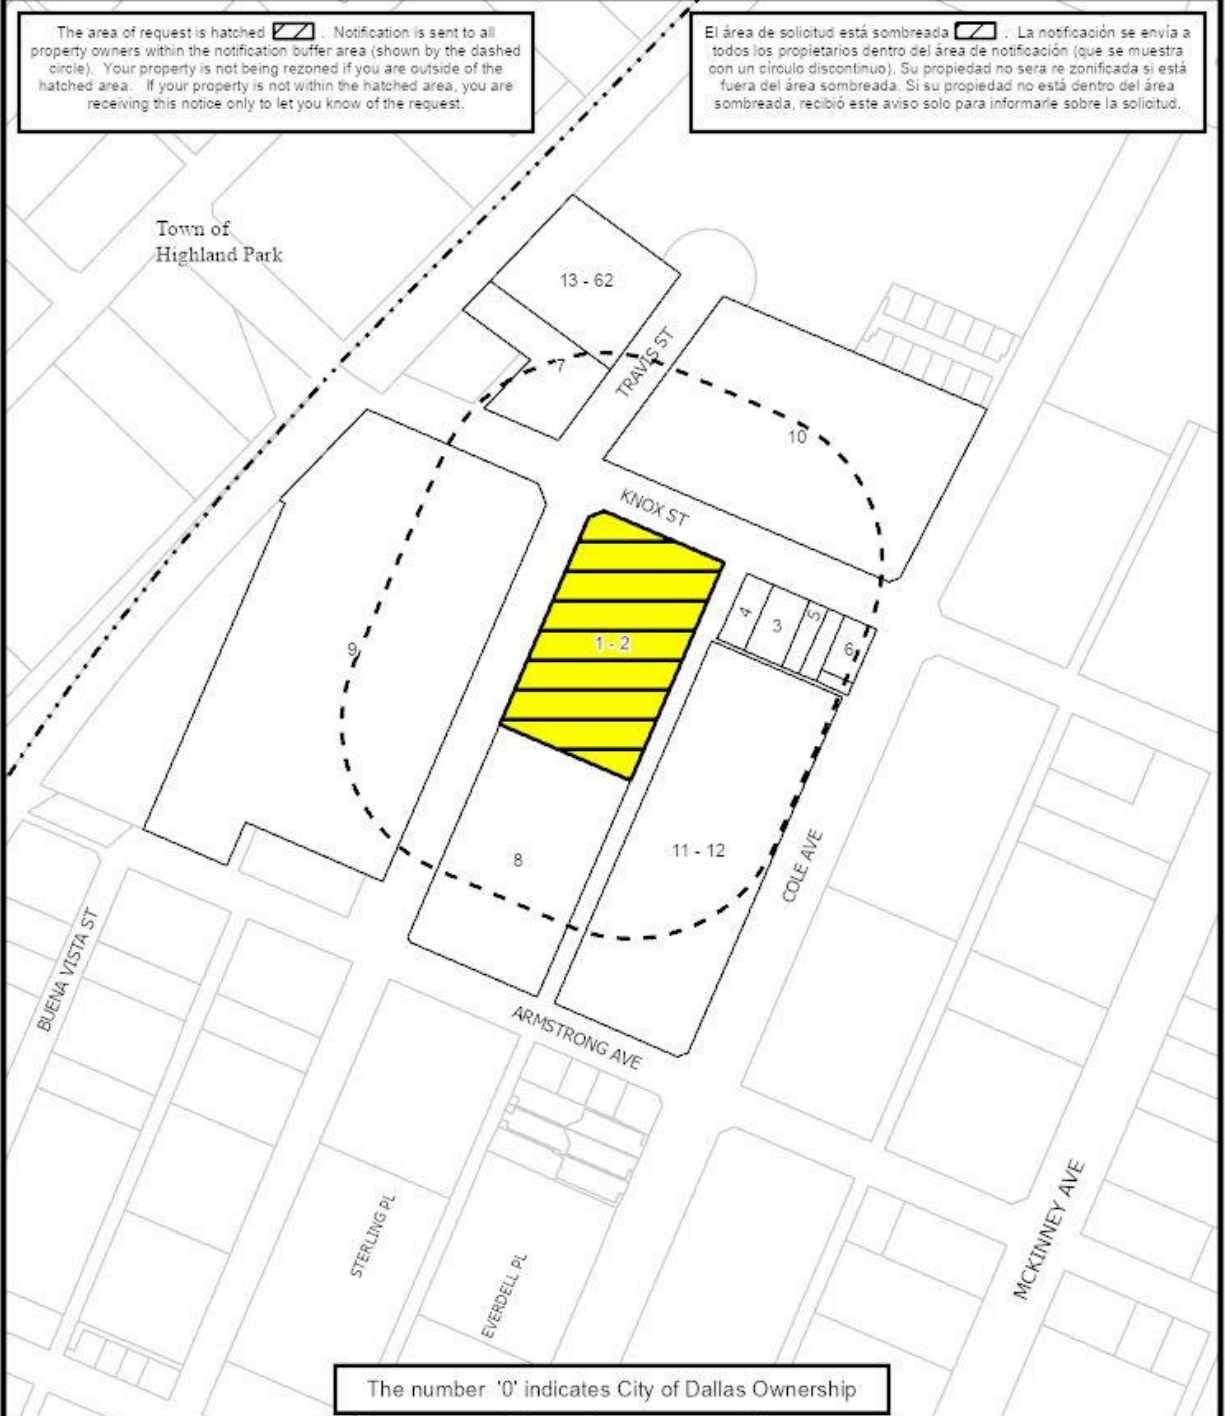 The area of request is hatched . Notification is sent to all
property owners within the notification buffer area (shown by the dashed
circle). Your property is not being rezoned if you are outside of the
hatched area. If your property is not within the hatched area, you are
receiving this notice only to let you know of the request.
El área de solicitud está sombreada . La notificación se envía a
todos los propietarios dentro del área de notificación (que se muestra
con un círculo discontinuo). Su propiedad no sera re zonificada si está
fuera del área sombreada. Si su propiedad no está dentro del área
sombreada, recibió este aviso solo para informarle sobre la solicitud.
Town of
Highland Park
13 - 62
7
TRAVIS ST
10
KNOX ST
4
3
5
6
1 - 2
9
8
11 - 12
COLE AVE
BUENA VISTA ST
ARMSTRONG AVE
STERLING PL
EVERDELL PL
MCKINNEY AVE
The number '0' indicates City of Dallas Ownership